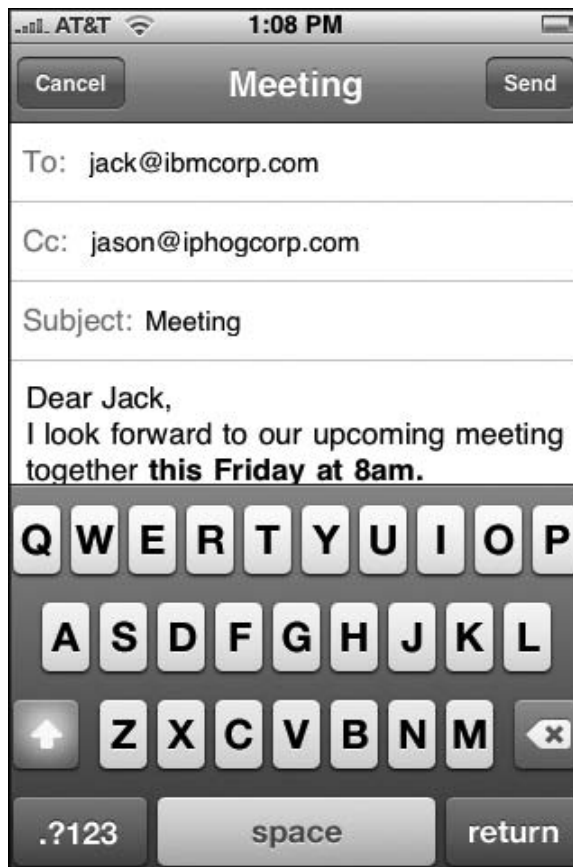 AT&T 1:08 PM
Cancel Meeting Send
To: jack@ibmcorp.com
Cc: jason@iphogcorp.com
Subject: Meeting
Dear Jack,
I look forward to our upcoming meeting
together this Friday at 8am.
Q W E R T Y U I O P
A S D F G H J K L
Z X C V B N M
.?123 space return